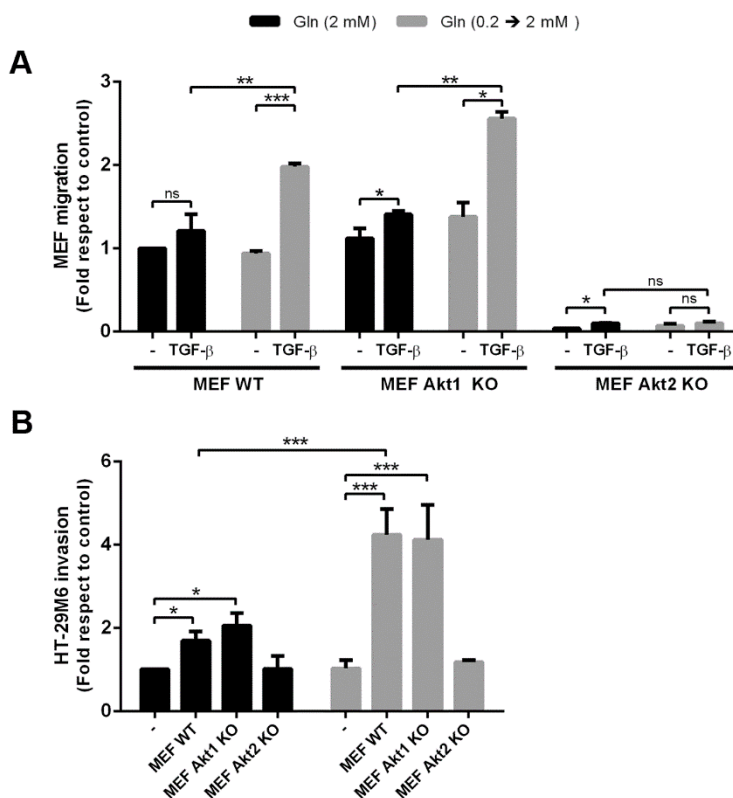 Gln (2 mM) Gln (0.2 ➔ 2 mM )
A
MEF migration
(Fold respect to control)
3
2
1
0
ns
**
***
*
**
*
*
ns
ns
- TGF-β - TGF-β - TGF-β - TGF-β - TGF-β - TGF-β
MEF WT MEF Akt1 KO MEF Akt2 KO
B
HT-29M6 invasion
(Fold respect to control)
6
4
2
0
***
*
*
***
***
-
MEF WT
MEF Akt1 KO
MEF Akt2 KO
-
MEF WT
MEF Akt1 KO
MEF Akt2 KO